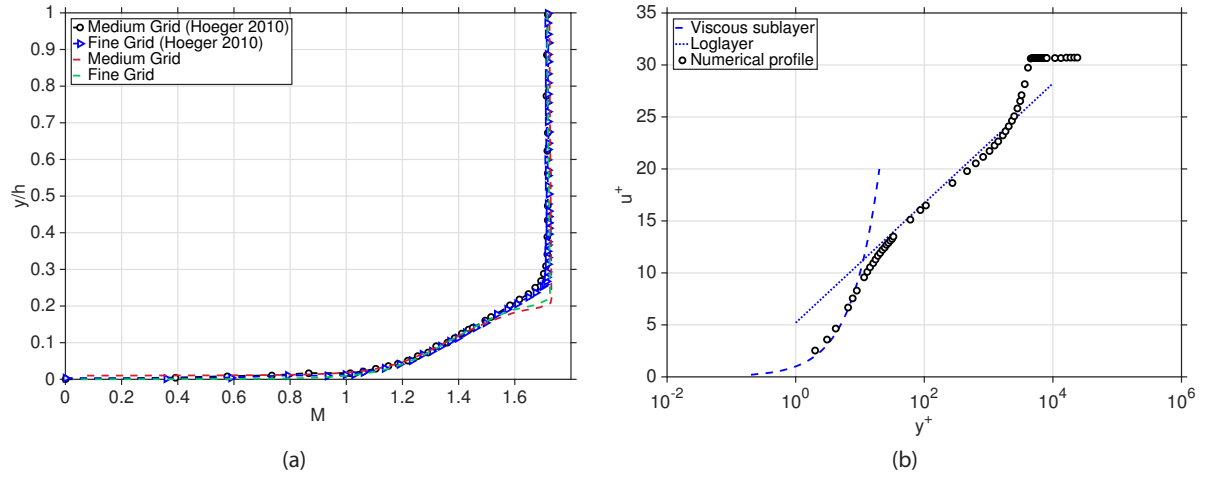 Medium Grid (Hoeger 2010)
Fine Grid (Hoeger 2010)
Medium Grid
Fine Grid
1
0.9
0.8
0.7
0.6
0.5
0.4
0.3
0.2
0.1
0
y/h
0 0.2 0.4 0.6 0.8 1 1.2 1.4 1.6
M
(a)
Viscous sublayer
Loglayer
Numerical profile
35
30
25
20
15
10
5
0
u+
10-2 100 102 104 106
y+
(b)